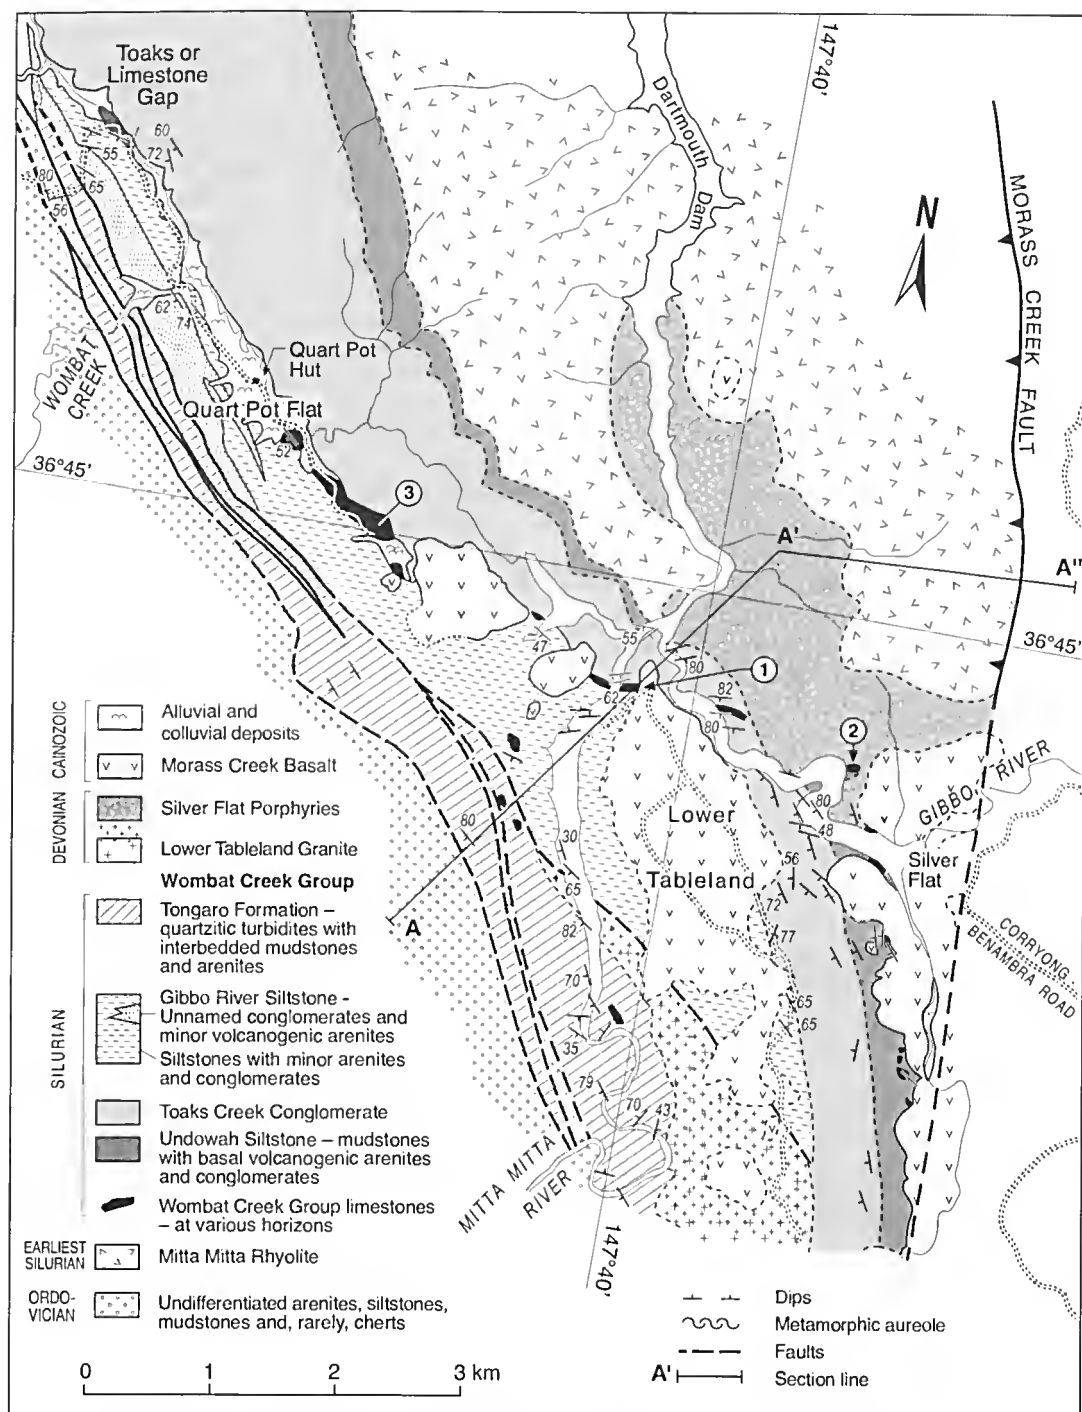 Toaks or
Limestone
Gap
60
55
72
80
65
56
62
74
WOMBAT
CREEK
Quart Pot
Hut
Quart Pot Flat
52
36°45'
3
Dartmouth
Dam
147°40'
N
MORASS CREEK FAULT
A'
A"
36°45'
47
55
80
1
62
82
80
2
GIBBO RIVER
80
48
Lower
Tableland
Silver
Flat
56
72
77
CORRYONG
BENAMBRA ROAD
30
80
A
65
82
70
65
65
35
79
70
43
MITTA MITTA
RIVER
147°40'
CAINOZOIC
Alluvial and
colluvial deposits
Morass Creek Basalt
DEVONIAN
Silver Flat Porphyries
Lower Tableland Granite
SILURIAN
Wombat Creek Group
Tongaro Formation –
quartzitic turbidites with
interbedded mudstones
and arenites
Gibbo River Siltstone -
Unnamed conglomerates and
minor volcanogenic arenites
Siltstones with minor arenites
and conglomerates
Toaks Creek Conglomerate
Undowah Siltstone – mudstones
with basal volcanogenic arenites
and conglomerates
Wombat Creek Group limestones
– at various horizons
EARLIEST
SILURIAN
Mitta Mitta Rhyolite
ORDO-
VICIAN
Undifferentiated arenites, siltstones,
mudstones and, rarely, cherts
Dips
Metamorphic aureole
Faults
A'
Section line
0 1 2 3 km